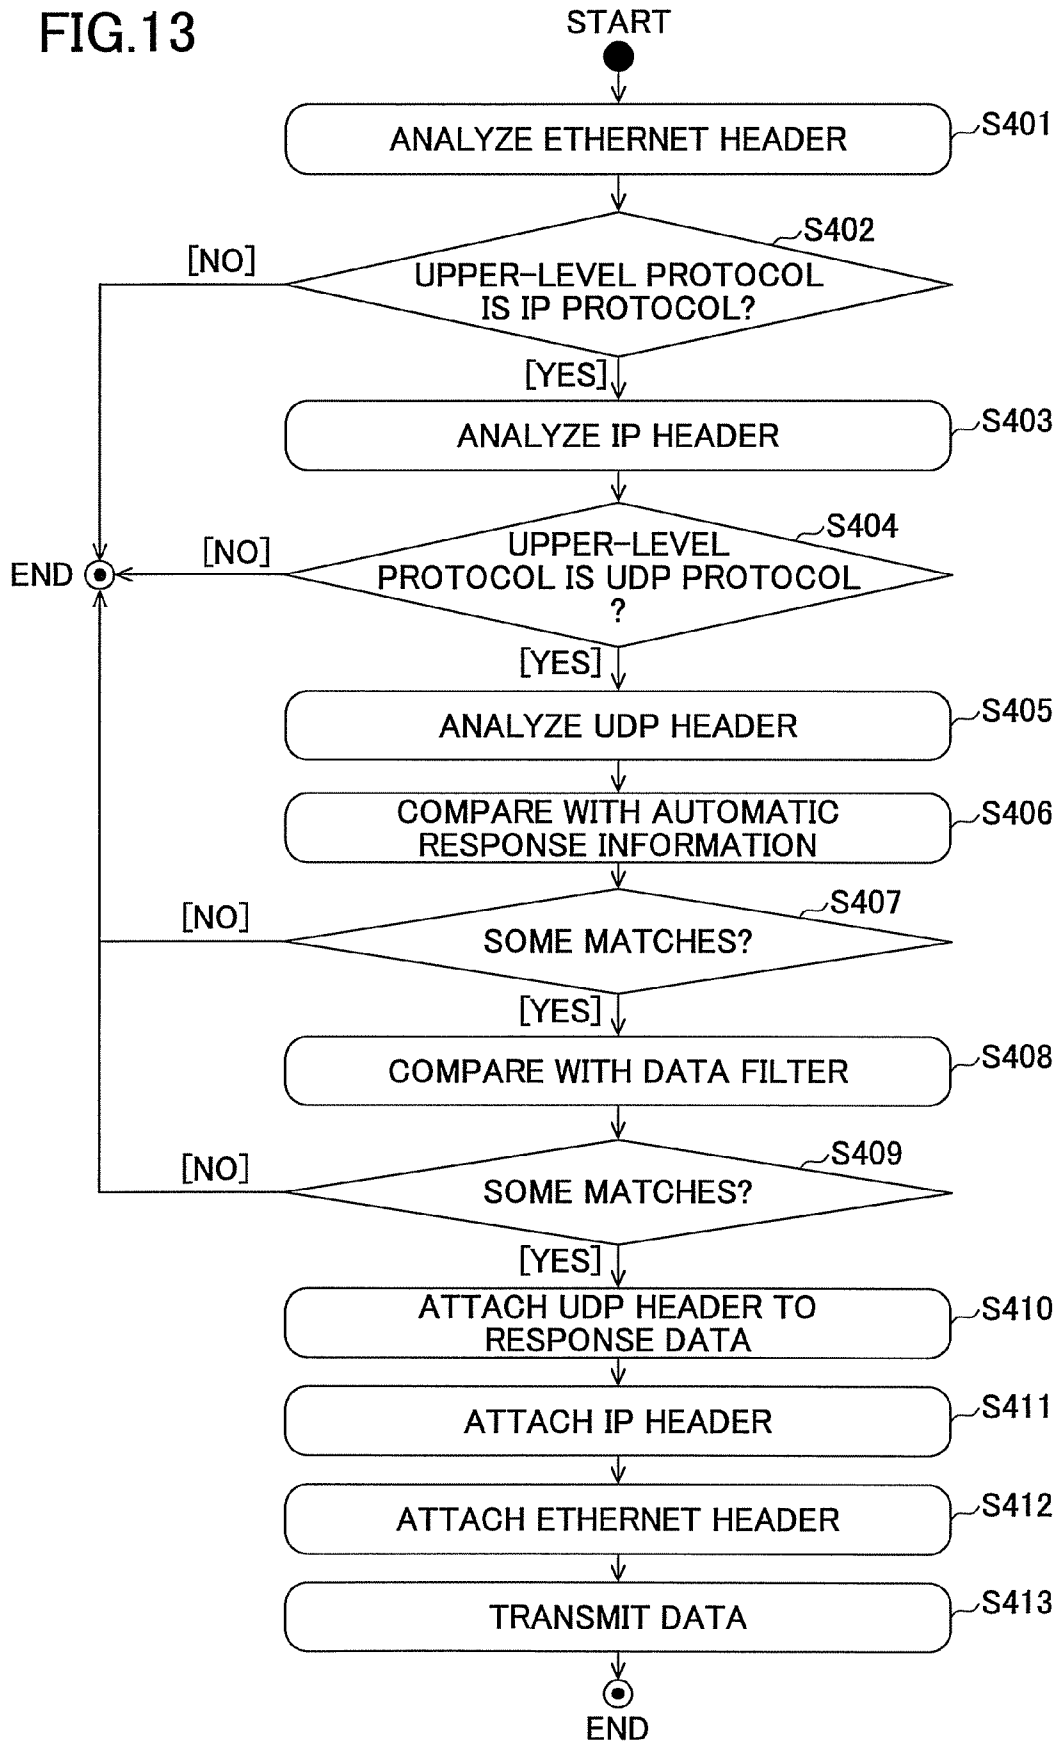 FIG.13
START
ANALYZE ETHERNET HEADER
S401
S402
[NO]
UPPER-LEVEL PROTOCOL
IS IP PROTOCOL?
[YES]
ANALYZE IP HEADER
S403
S404
[NO]
UPPER-LEVEL
PROTOCOL IS UDP PROTOCOL
?
END
[YES]
ANALYZE UDP HEADER
S405
COMPARE WITH AUTOMATIC
RESPONSE INFORMATION
S406
S407
[NO]
SOME MATCHES?
[YES]
COMPARE WITH DATA FILTER
S408
S409
[NO]
SOME MATCHES?
[YES]
ATTACH UDP HEADER TO
RESPONSE DATA
S410
ATTACH IP HEADER
S411
ATTACH ETHERNET HEADER
S412
TRANSMIT DATA
S413
END